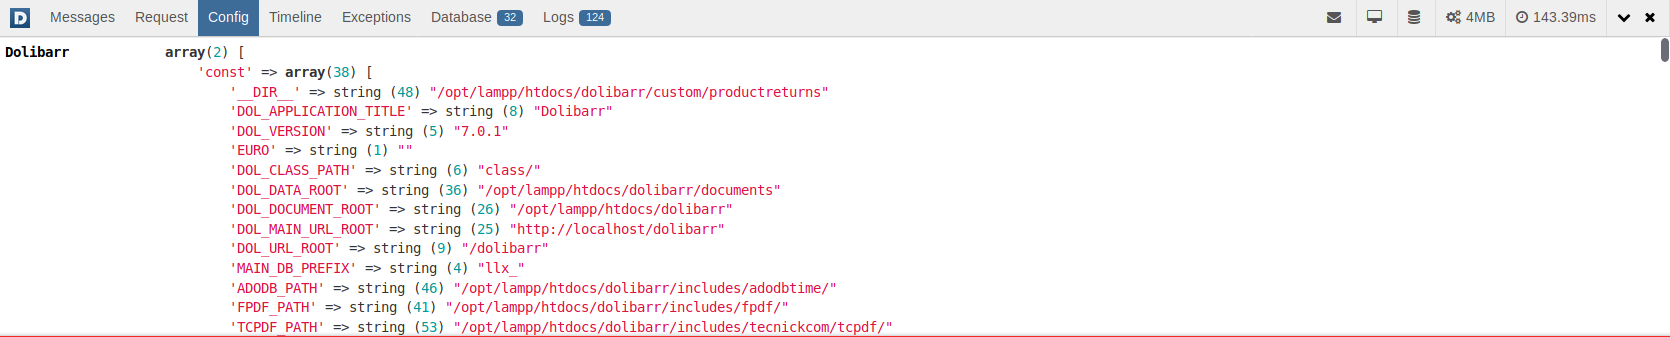 D Messages Request Config Timeline Exceptions Database 32 Logs 124 4MB 143.39ms
Dolibarr array(2) [
'const' => array(38) [
'__DIR__' => string (48) "/opt/lampp/htdocs/dolibarr/custom/productreturns"
'DOL_APPLICATION_TITLE' => string (8) "Dolibarr"
'DOL_VERSION' => string (5) "7.0.1"
'EURO' => string (1) ""
'DOL_CLASS_PATH' => string (6) "class/"
'DOL_DATA_ROOT' => string (36) "/opt/lampp/htdocs/dolibarr/documents"
'DOL_DOCUMENT_ROOT' => string (26) "/opt/lampp/htdocs/dolibarr"
'DOL_MAIN_URL_ROOT' => string (25) "http://localhost/dolibarr"
'DOL_URL_ROOT' => string (9) "/dolibarr"
'MAIN_DB_PREFIX' => string (4) "llx_"
'ADODB_PATH' => string (46) "/opt/lampp/htdocs/dolibarr/includes/adodbtime/"
'FPDF_PATH' => string (41) "/opt/lampp/htdocs/dolibarr/includes/fpdf/"
'TCPDF_PATH' => string (53) "/opt/lampp/htdocs/dolibarr/includes/tecnickcom/tcpdf/"